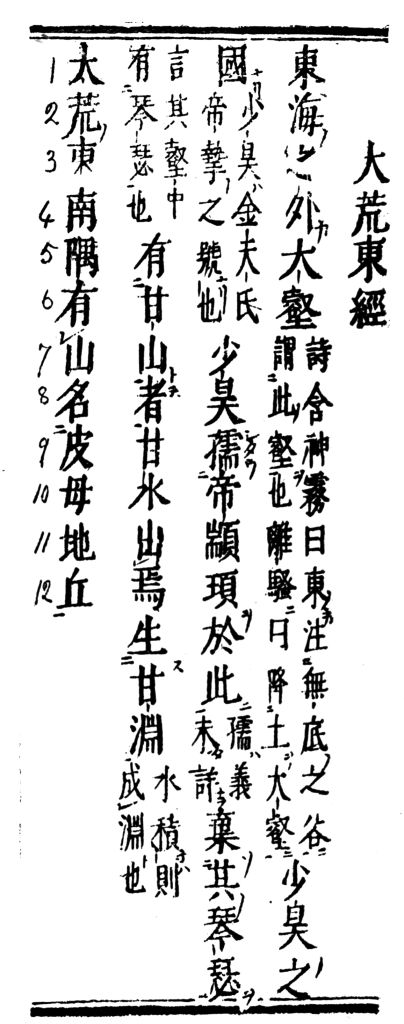 大荒東經
東海之外大壑
詩含神霧曰東注無底之谷
謂此壑也離騷曰降土大壑
少昊之
國
少昊金夫氏
帝摯之號也
少昊孺帝顓頊於此
孺義
未詳
棄其琴瑟
言其壑中
有琴瑟也
有甘山者甘水出焉生甘淵
水積則
成淵也
太荒東南隅有山名皮母地丘
1 2 3 4 5 6 7 8 9 10 11 12